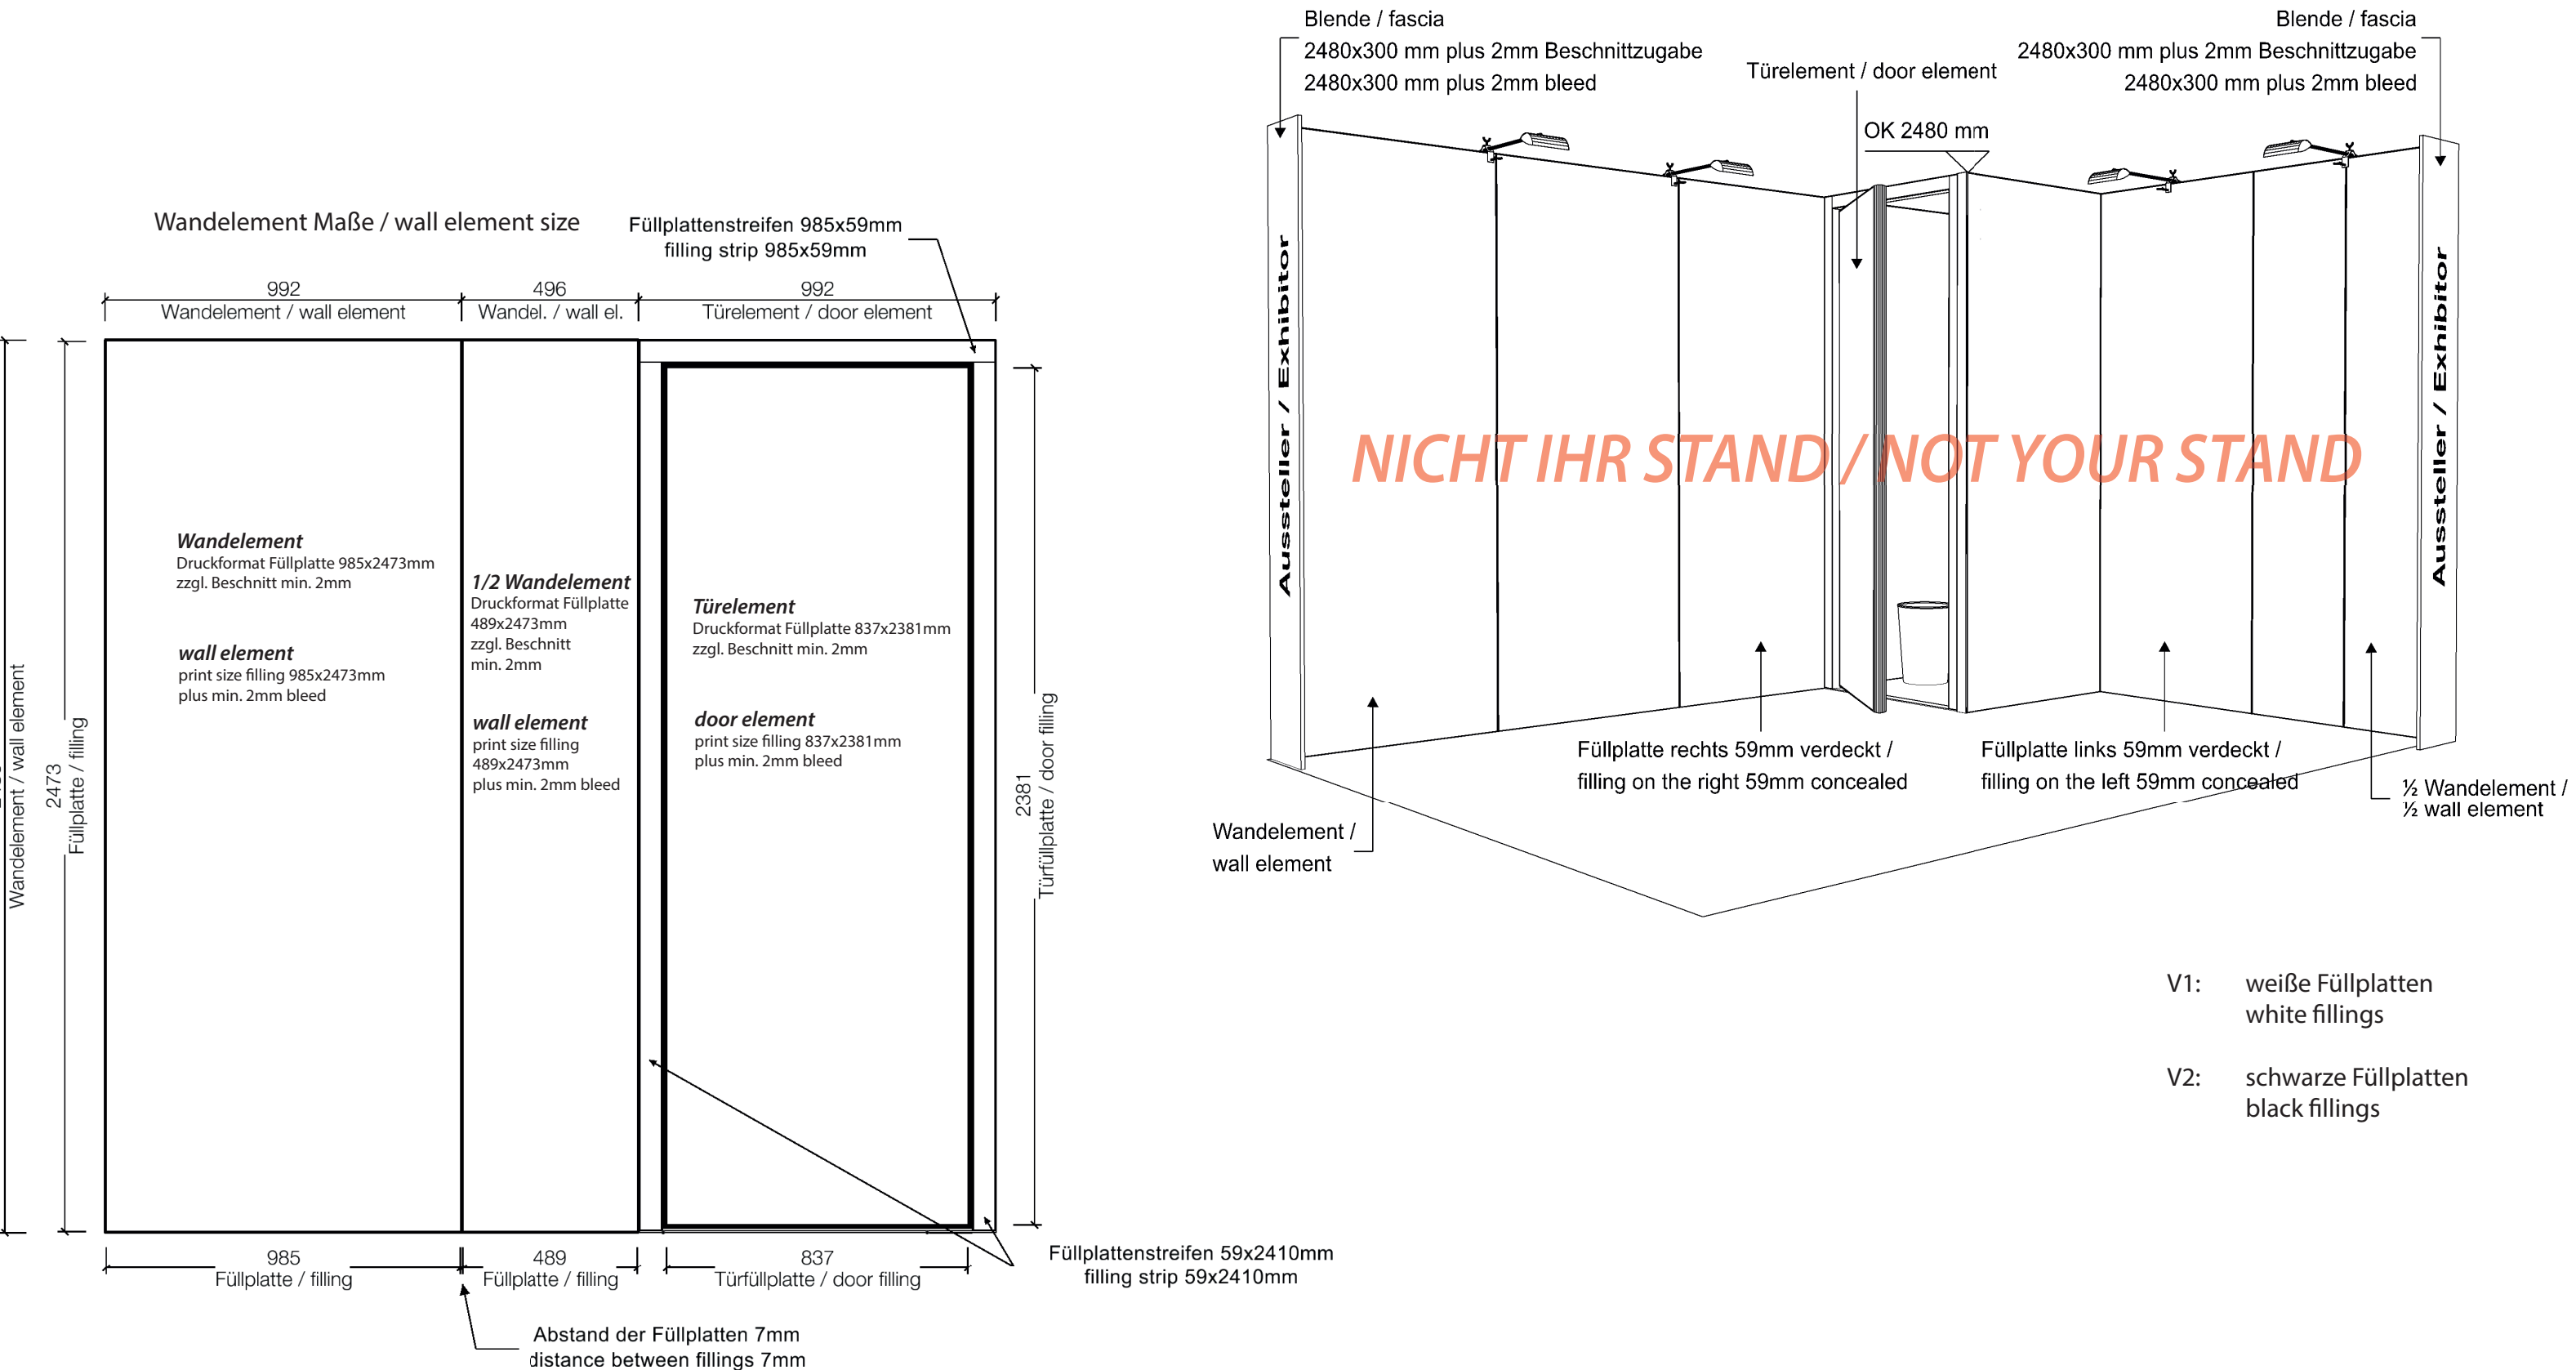 Wandelement Maße / wall element size
Füllplattenstreifen 985x59mm
filling strip 985x59mm
992
Wandelement / wall element
496
Wandel. / wall el.
992
Türelement / door element
Wandelement / wall element
2473
Füllplatte / filling
Wandelement
Druckformat Füllplatte 985x2473mm
zzgl. Beschnitt min. 2mm
wall element
print size filling 985x2473mm
plus min. 2mm bleed
1/2 Wandelement
Druckformat Füllplatte
489x2473mm
zzgl. Beschnitt
min. 2mm
wall element
print size filling
489x2473mm
plus min. 2mm bleed
Türelement
Druckformat Füllplatte 837x2381mm
zzgl. Beschnitt min. 2mm
door element
print size filling 837x2381mm
plus min. 2mm bleed
2381
Türfüllplatte / door filling
985
Füllplatte / filling
489
Füllplatte / filling
837
Türfüllplatte / door filling
Füllplattenstreifen 59x2410mm
filling strip 59x2410mm
Abstand der Füllplatten 7mm
distance between fillings 7mm
Blende / fascia
2480x300 mm plus 2mm Beschnittzugabe
2480x300 mm plus 2mm bleed
Türelement / door element
OK 2480 mm
Blende / fascia
2480x300 mm plus 2mm Beschnittzugabe
2480x300 mm plus 2mm bleed
Aussteller / Exhibitor
NICHT IHR STAND / NOT YOUR STAND
Aussteller / Exhibitor
Füllplatte rechts 59mm verdeckt /
filling on the right 59mm concealed
Füllplatte links 59mm verdeckt /
filling on the left 59mm concealed
Wandelement /
wall element
½ Wandelement /
½ wall element
V1: weiße Füllplatten
white fillings
V2: schwarze Füllplatten
black fillings